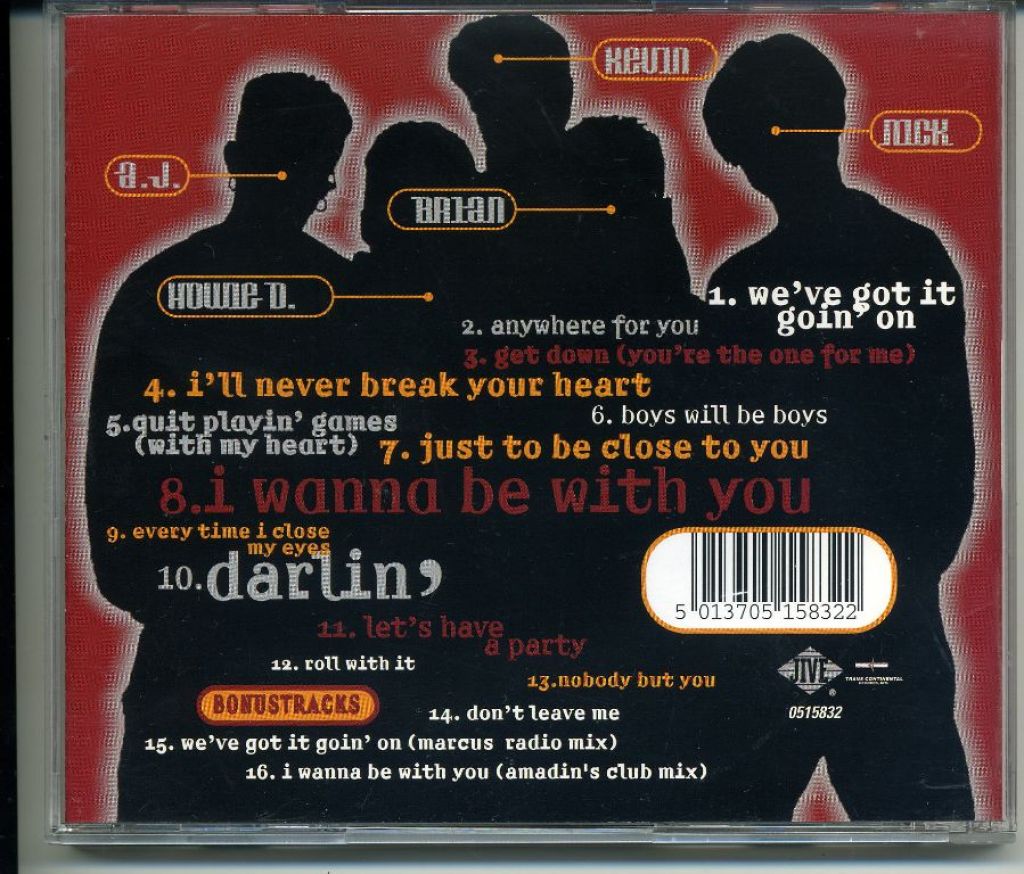 KEVIN
NICK
A.J.
BRIAN
HOWIE D.
1. we've got it
goin' on
2. anywhere for you
3. get down (you're the one for me)
4. i'll never break your heart
5.quit playin' games
(with my heart)
6. boys will be boys
7. just to be close to you
8.i wanna be with you
9. every time i close
my eyes
10.darlin'
11. let's have
a party
12. roll with it
13.nobody but you
BONUSTRACKS
14. don't leave me
15. we've got it goin' on (marcus radio mix)
16. i wanna be with you (amadin's club mix)
5 013705 158322
JIVE
®
TRANS CONTINENTAL
0515832